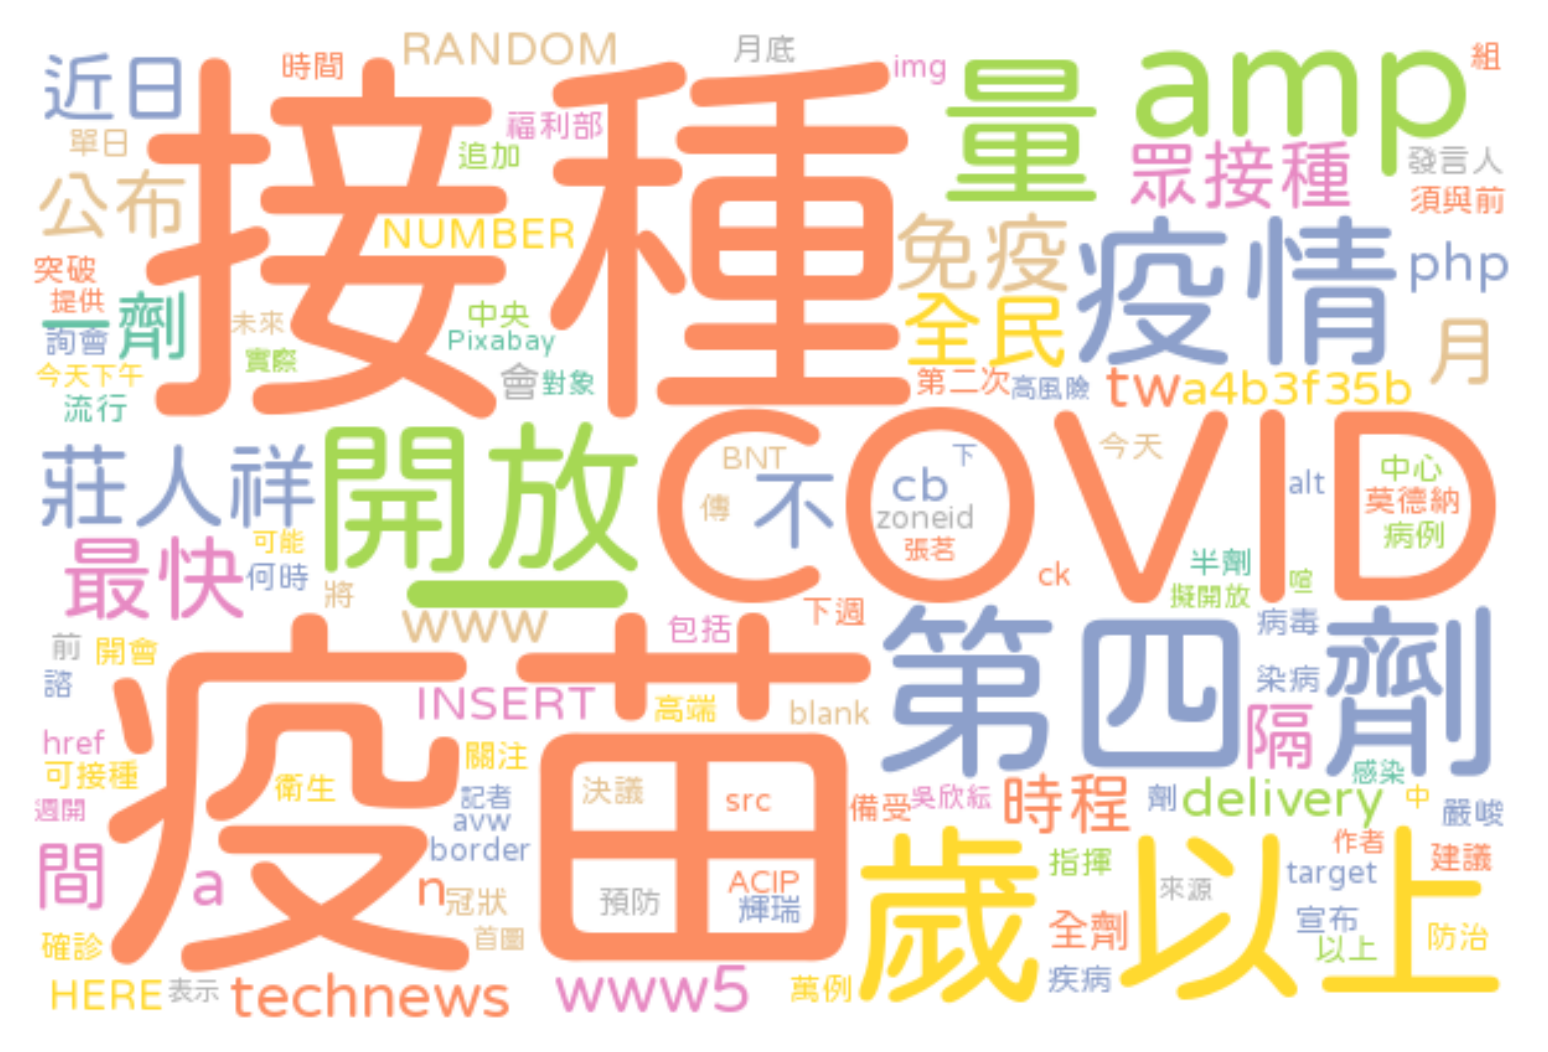 近日
時間
RANDOM
月底
img
amp
組
單日
接種
福利部
追加
量
眾接種
發言人
須與前
公布
NUMBER
免疫
疫情
php
突破
提供
一劑
詢會
未來
實際
中央
Pixabay
全民
月
今天下午
流行
會
對象
第二次
高風險
tw
a4b3f35b
莊人祥
開放
COVID
BNT
傳
不
cb
下
zoneid
張茗
今天
alt
中心
莫德納
病例
最快
可能
何時
將
一
www
包括
下週
ck
半劑
擬開放
喧
前
開會
諮
疫苗
INSERT
高端
blank
第四劑
病毒
染病
隔
href
可接種
週開
關注
衛生
記者
avw
border
決議
src
備受
吳欣紜
時程
劑
delivery
感染
中
嚴峻
間
a
n
冠狀
首圖
預防
ACIP
輝瑞
歲以上
指揮
來源
作者
target
建議
全劑
宣布
以上
防治
確診
HERE
表示
technews
www5
萬例
疾病